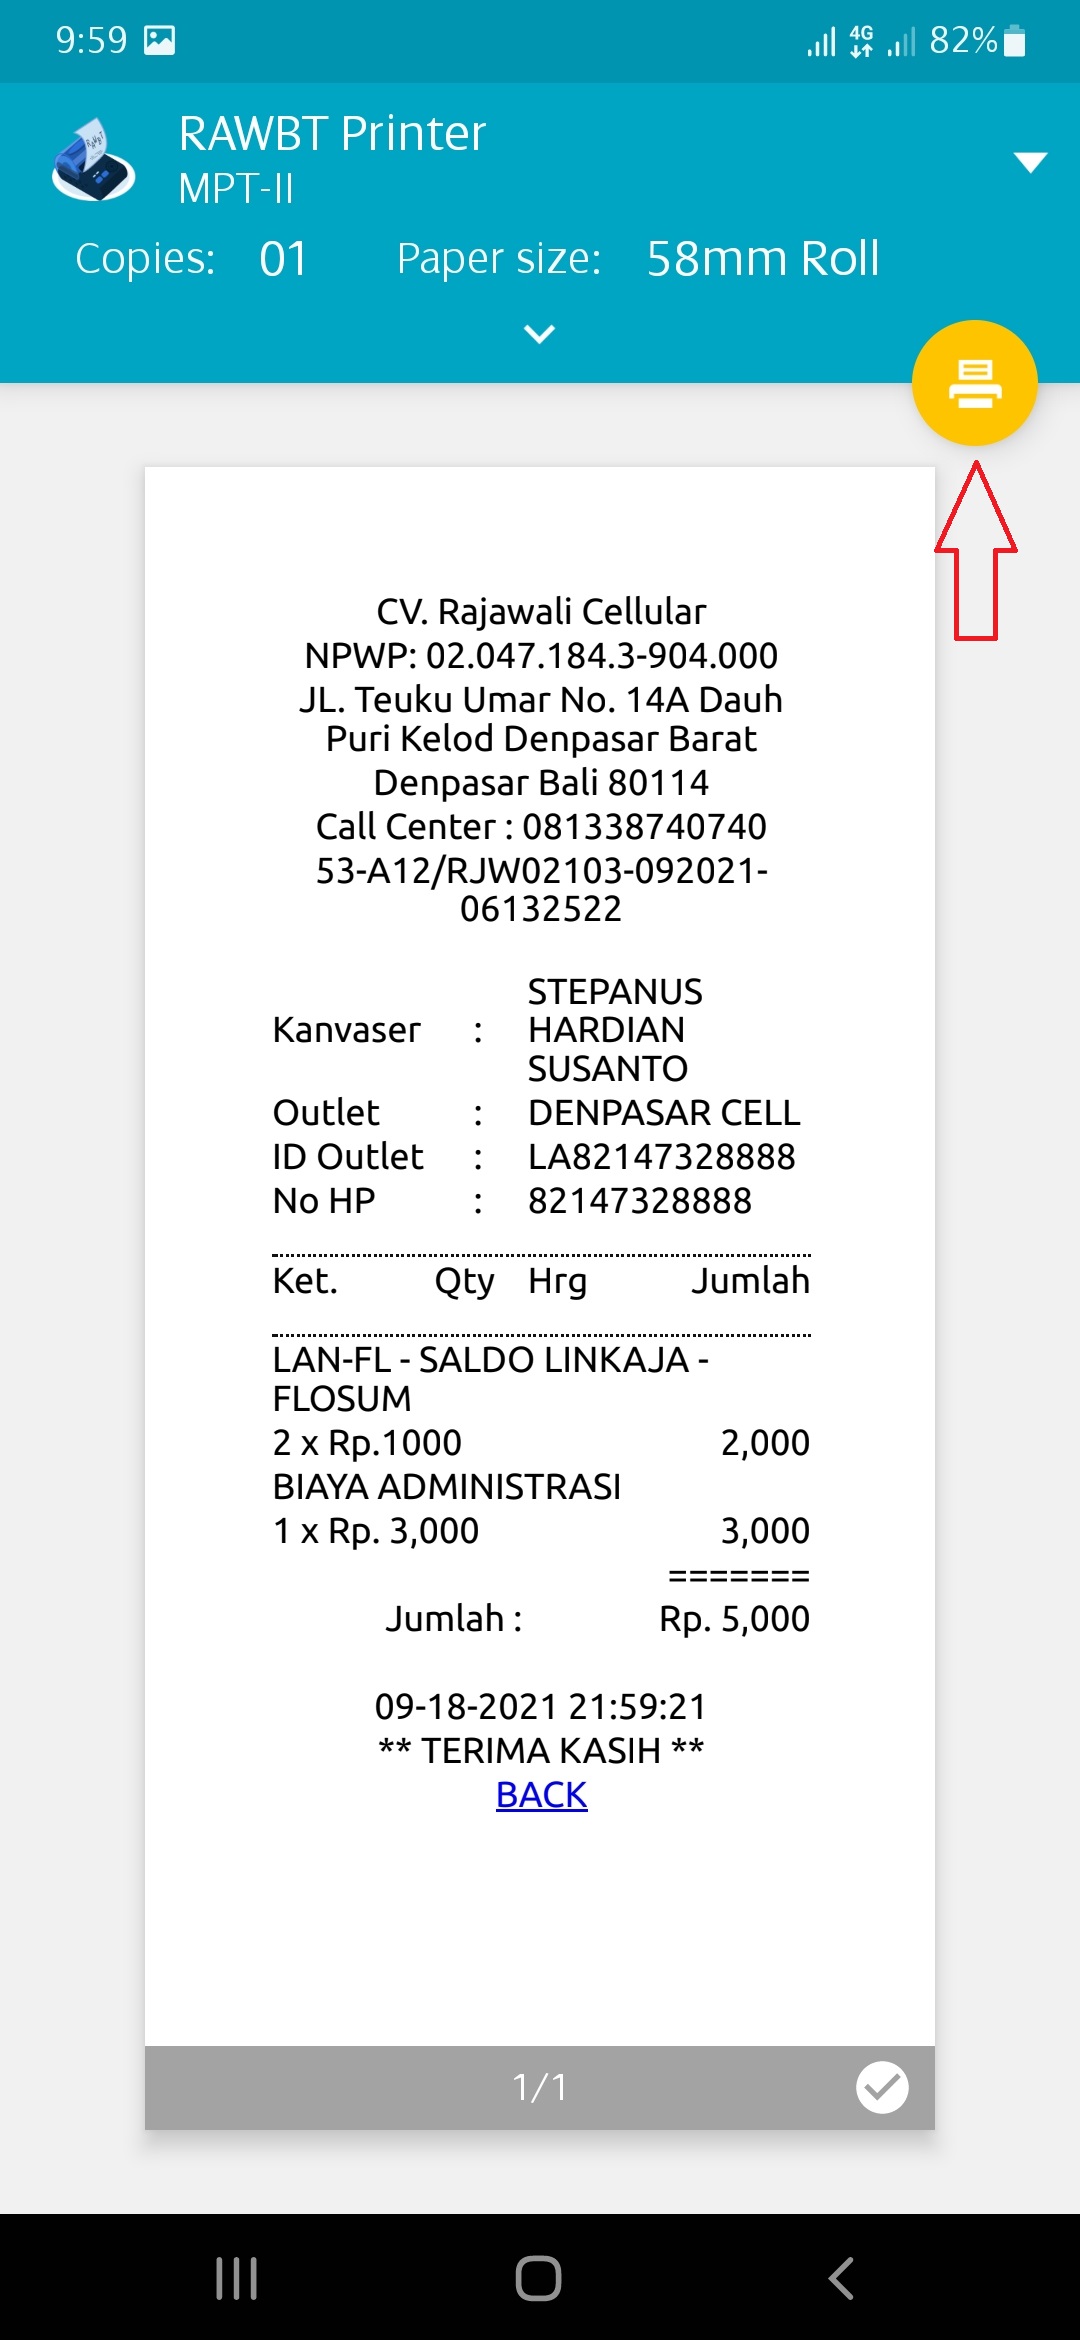 9:59 4G 82%
RAWBT Printer
MPT-II
Copies: 01 Paper size: 58mm Roll
CV. Rajawali Cellular
NPWP: 02.047.184.3-904.000
JL. Teuku Umar No. 14A Dauh
Puri Kelod Denpasar Barat
Denpasar Bali 80114
Call Center : 081338740740
53-A12/RJW02103-092021-
06132522
STEPANUS
Kanvaser : HARDIAN
SUSANTO
Outlet : DENPASAR CELL
ID Outlet : LA82147328888
No HP : 82147328888
Ket. Qty Hrg Jumlah
LAN-FL - SALDO LINKAJA -
FLOSUM
2 x Rp.1000 2,000
BIAYA ADMINISTRASI
1 x Rp. 3,000 3,000
=======
Jumlah : Rp. 5,000
09-18-2021 21:59:21
** TERIMA KASIH **
BACK
1/1